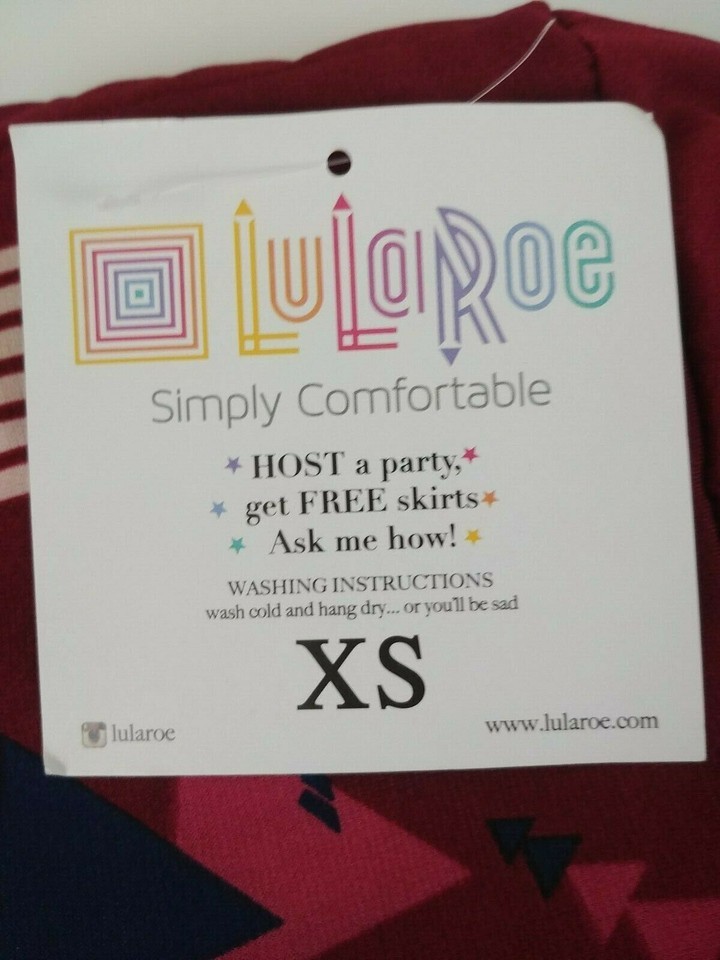 LuLaRoe
Simply Comfortable
HOST a party,
get FREE skirts
Ask me how!
WASHING INSTRUCTIONS
wash cold and hang dry... or you'll be sad
XS
lularoe
www.lularoe.com